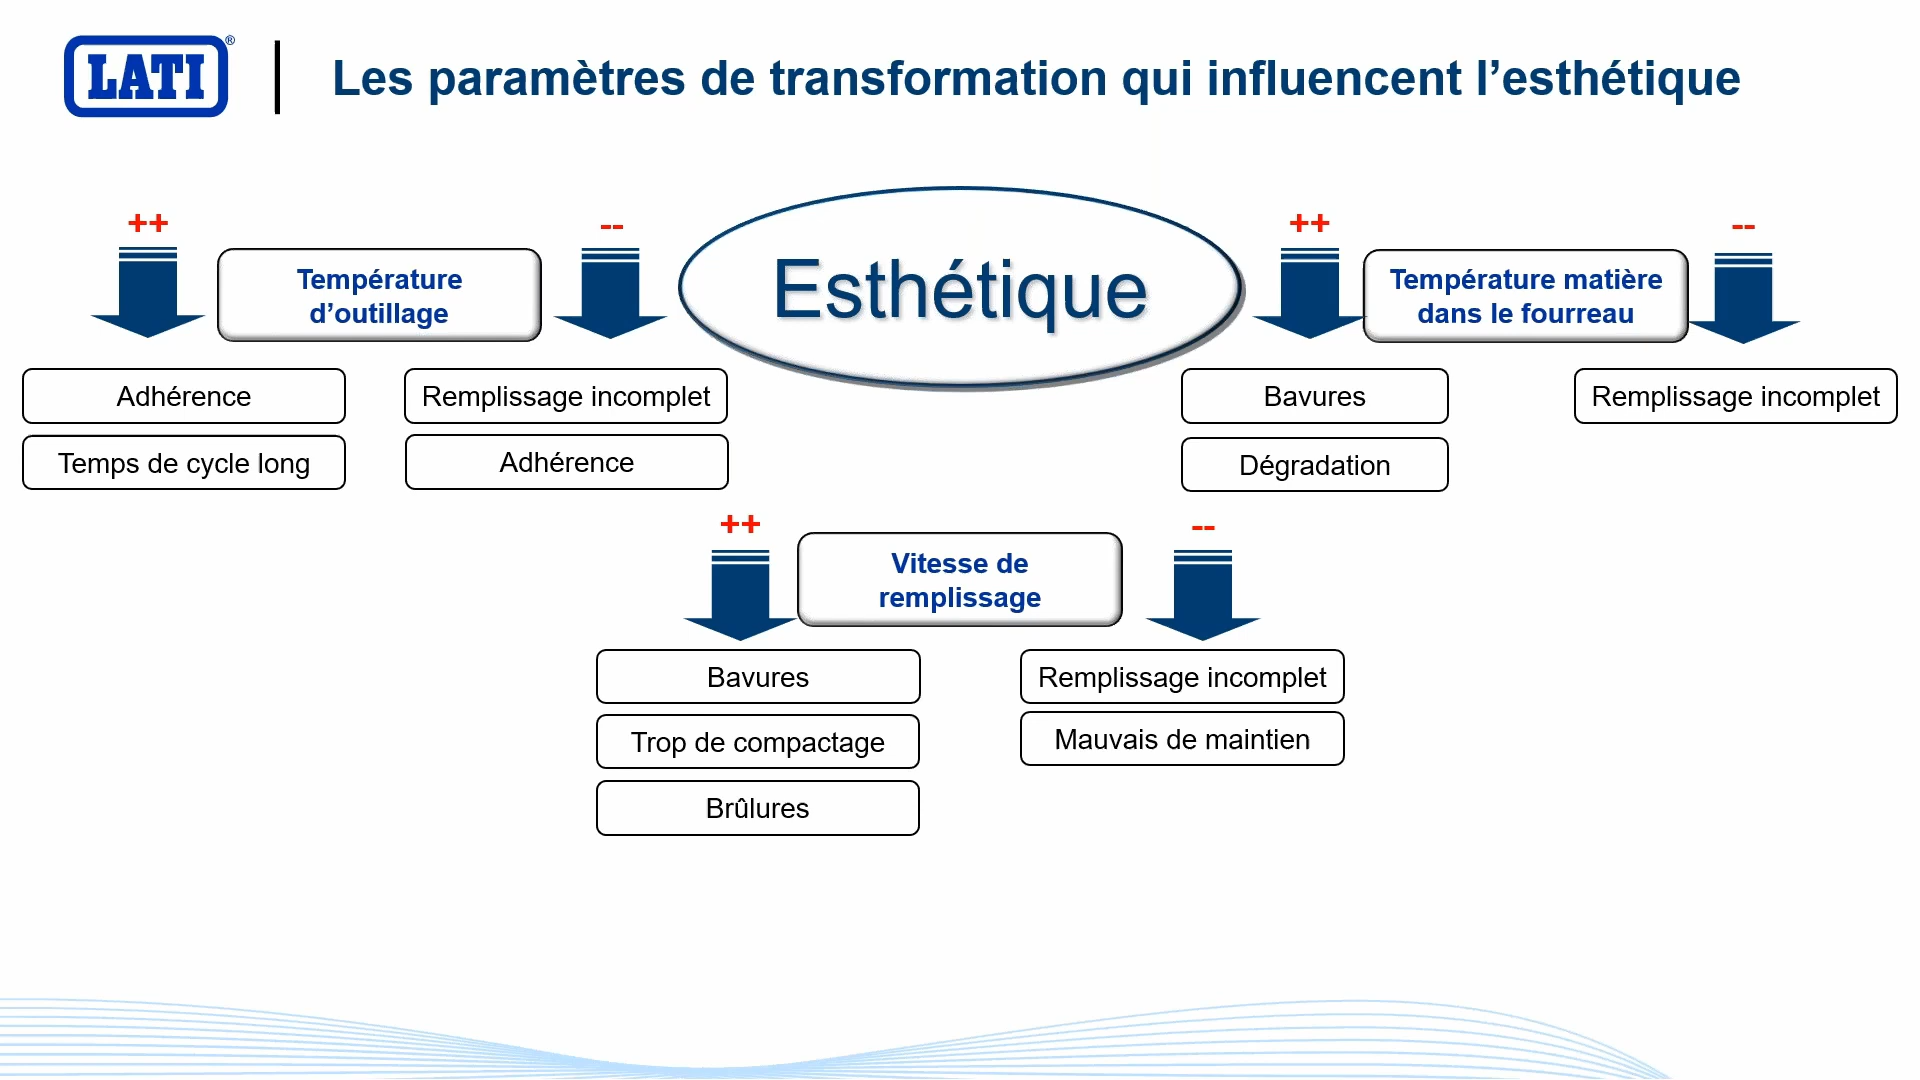 LATI ®
Les paramètres de transformation qui influencent l’esthétique
++
--
Température
d’outillage
Adhérence
Temps de cycle long
Remplissage incomplet
Adhérence
Esthétique
++
--
Température matière
dans le fourreau
Bavures
Dégradation
Remplissage incomplet
++
--
Vitesse de
remplissage
Bavures
Trop de compactage
Brûlures
Remplissage incomplet
Mauvais de maintien